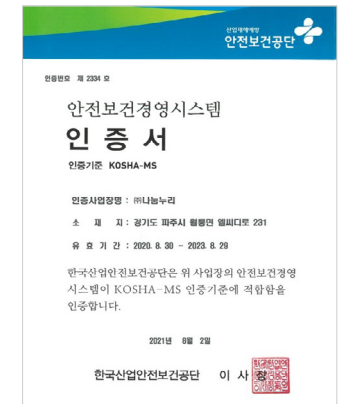 산업재해예방
안전보건공단
인증번호 제 2334 호
안전보건경영시스템
인 증 서
인증기준 KOSHA-MS
인증사업장명 : ㈜나눔누리
소 재 지 : 경기도 파주시 월롱면 엘씨디로 231
유 효 기 간 : 2020. 8. 30 - 2023. 8. 29
한국산업안전보건공단은 위 사업장의 안전보건경영
시스템이 KOSHA-MS 인증기준에 적합함을
인증합니다.
2021년 6월 2일
한국산업안전보건공단 이 사 장